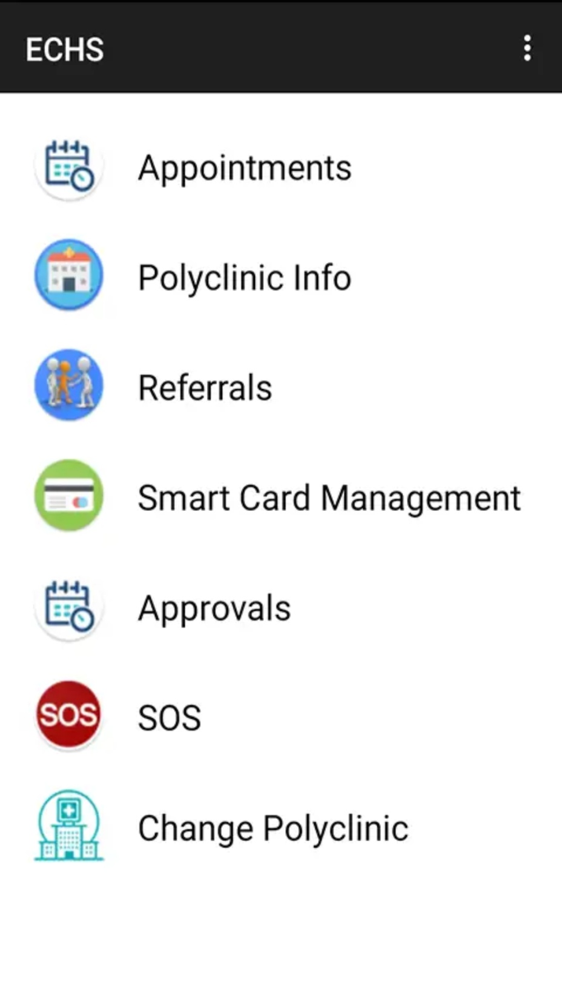 ECHS
Appointments
Polyclinic Info
Referrals
Smart Card Management
Approvals
SOS SOS
Change Polyclinic